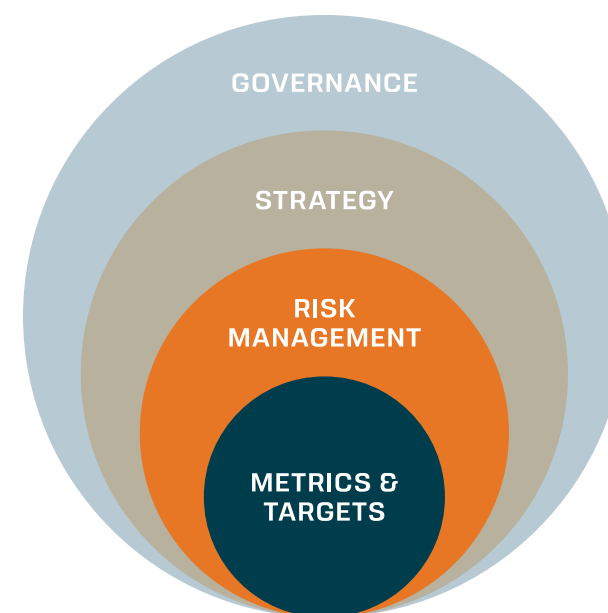 GOVERNANCE
STRATEGY
RISK
MANAGEMENT
METRICS &
TARGETS